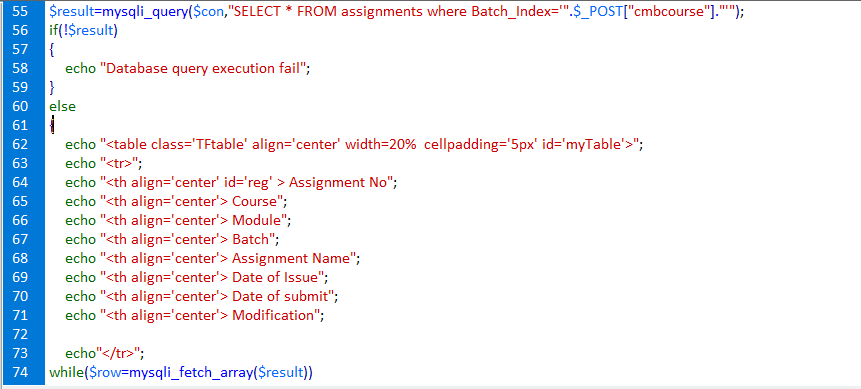 55 $result=mysqli_query($con,"SELECT * FROM assignments where Batch_Index='".$_POST["cmbcourse"]."'");
56 if(!$result)
57 {
58 echo "Database query execution fail";
59 }
60 else
61 {
62 echo "<table class='TFtable' align='center' width=20%  cellpadding='5px' id='myTable'>";
63 echo "<tr>";
64 echo "<th align='center' id='reg' > Assignment No";
65 echo "<th align='center'> Course";
66 echo "<th align='center'> Module";
67 echo "<th align='center'> Batch";
68 echo "<th align='center'> Assignment Name";
69 echo "<th align='center'> Date of Issue";
70 echo "<th align='center'> Date of submit";
71 echo "<th align='center'> Modification";
72
73 echo"</tr>";
74 while($row=mysqli_fetch_array($result))